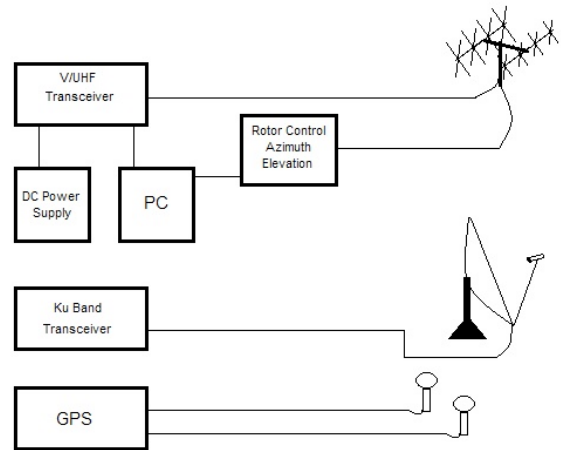 V/UHF
Transceiver
Rotor Control
Azimuth
Elevation
DC Power
Supply
PC
Ku Band
Transceiver
GPS